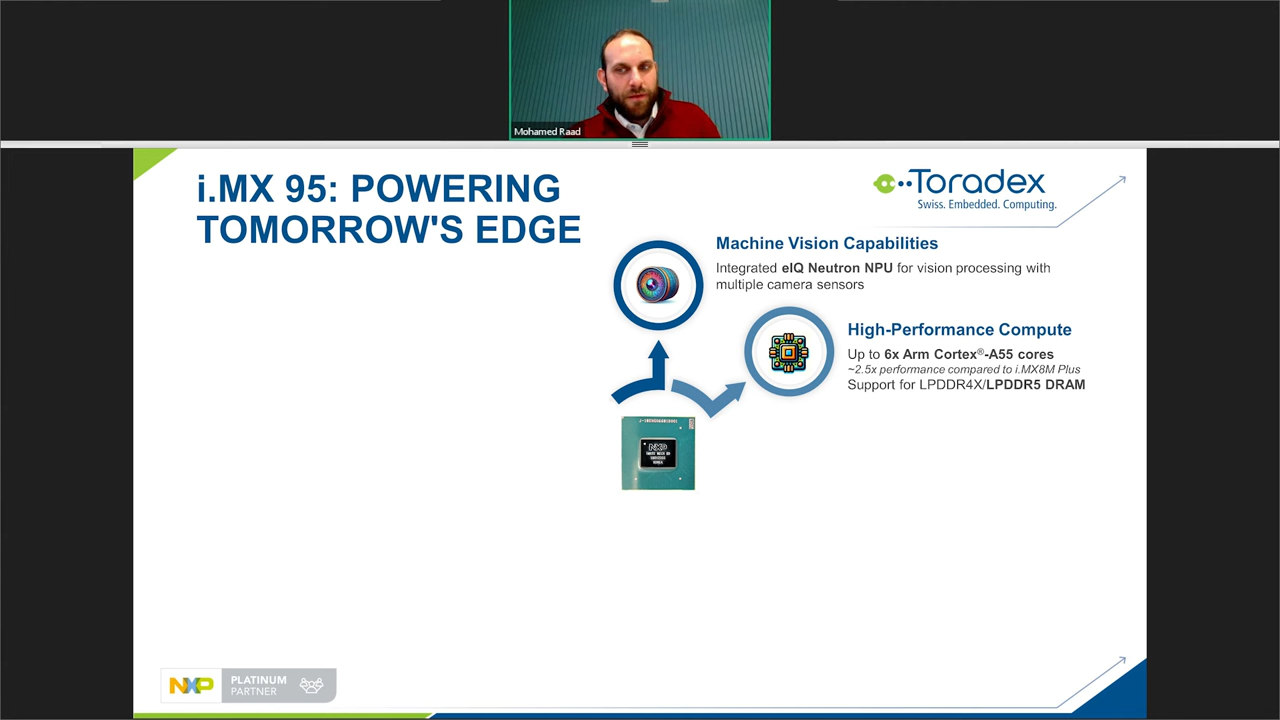 Mohamed Raad
i.MX 95: POWERING
TOMORROW'S EDGE
Toradex
Swiss. Embedded. Computing.
Machine Vision Capabilities
Integrated eIQ Neutron NPU for vision processing with
multiple camera sensors
High-Performance Compute
Up to 6x Arm Cortex®-A55 cores
~2.5x performance compared to i.MX8M Plus
Support for LPDDR4X/LPDDR5 DRAM
NXP
NXP
PLATINUM
PARTNER